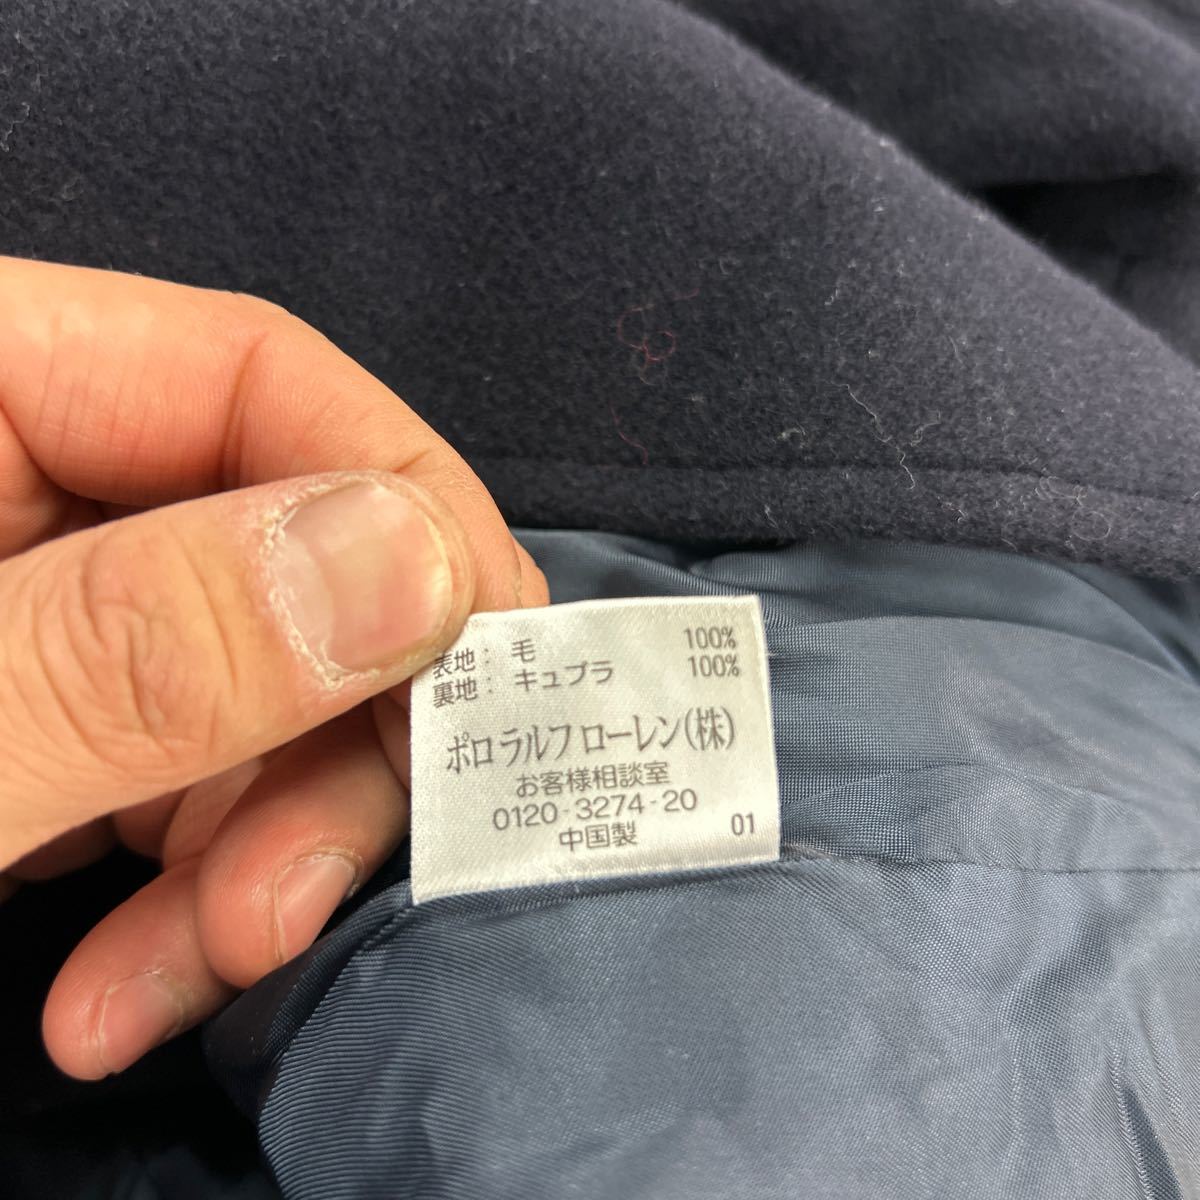 表地： 毛 100%
裏地： キュプラ 100%
ポロ ラルフ ローレン(株)
お客様相談室
0120-3274-20
中国製 01